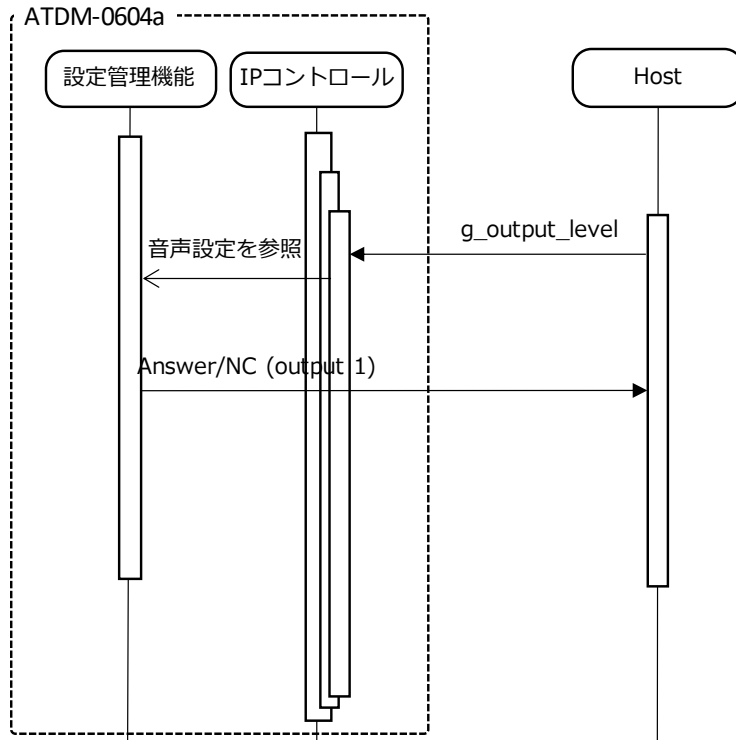 ATDM-0604a
設定管理機能
IPコントロール
Host
g_output_level
音声設定を参照
Answer/NC (output 1)